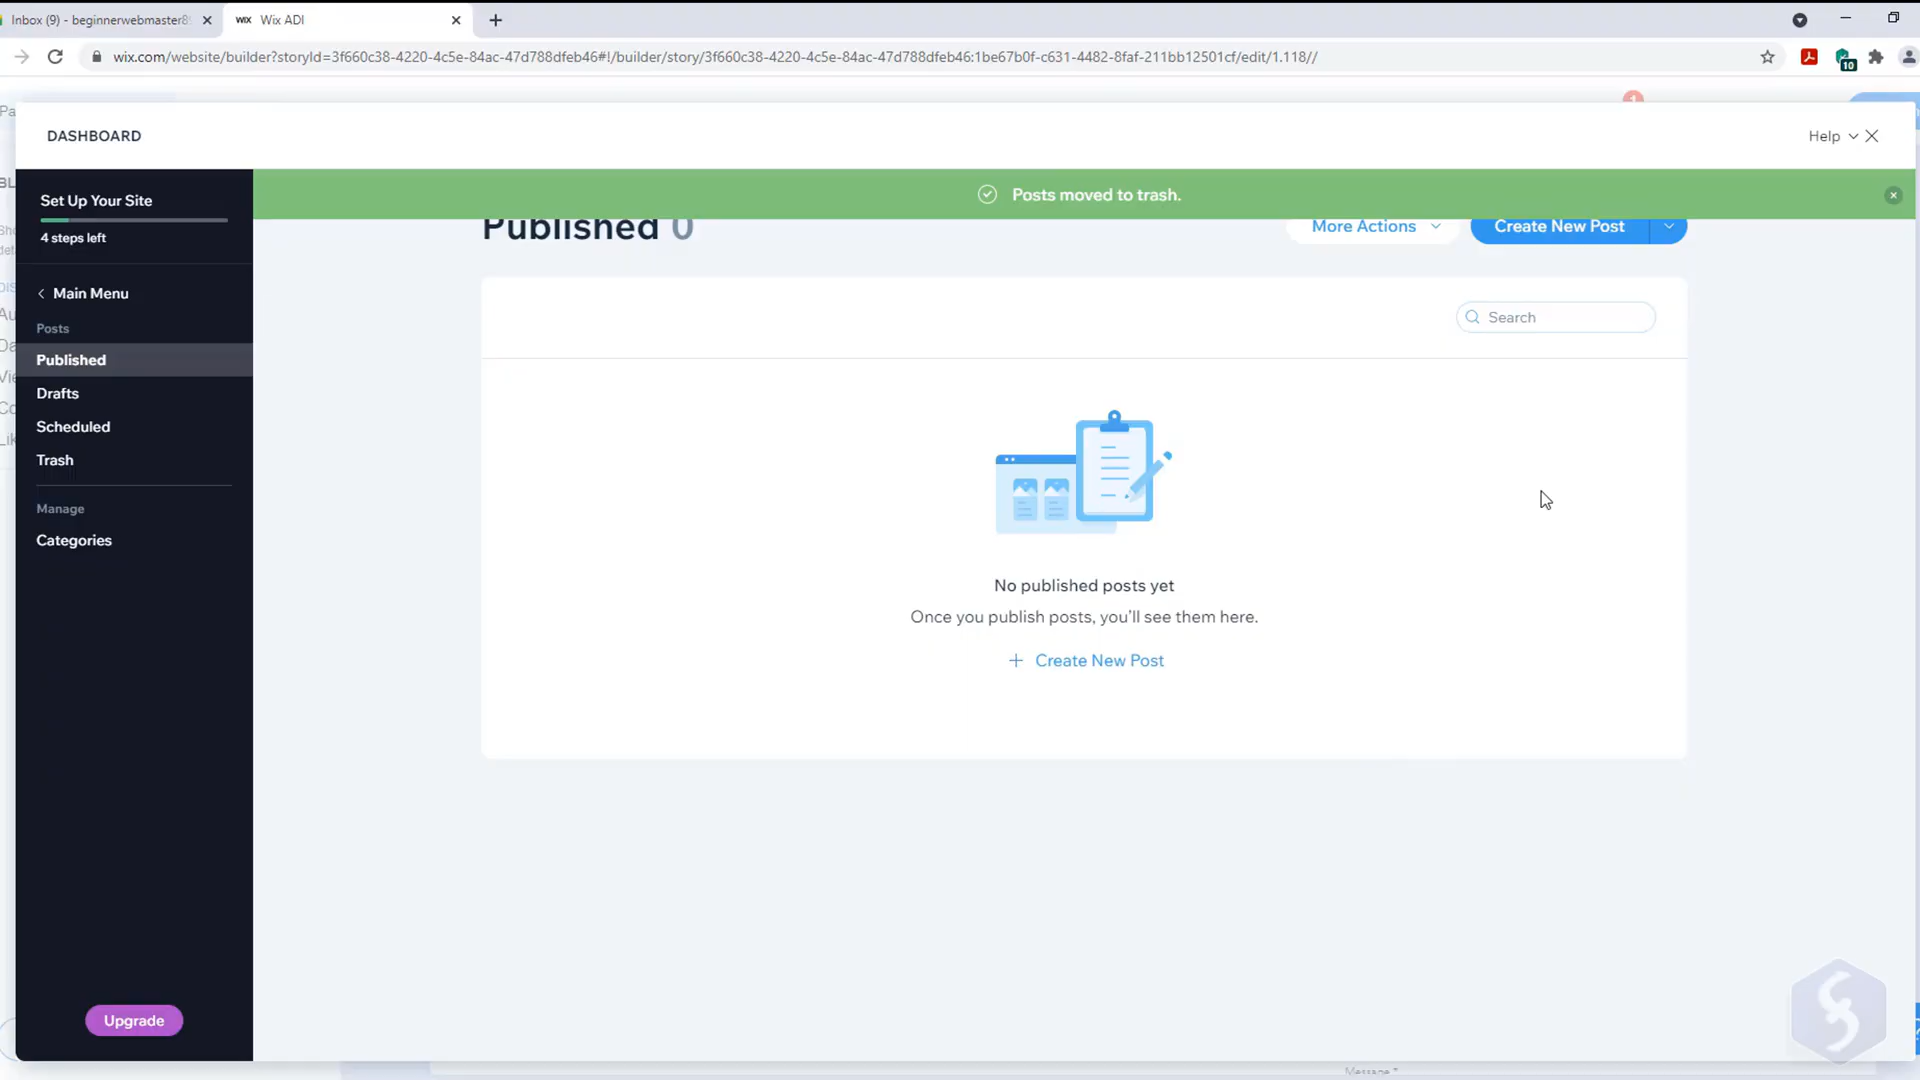 Inbox (9) - beginnerwebmaster8
WIX Wix ADI
wix.com/website/builder?storyId=3f660c38-4220-4c5e-84ac-47d788dfeb46#!/builder/story/3f660c38-4220-4c5e-84ac-47d788dfeb46:1be67b0f-c631-4482-8faf-211bb12501cf/edit/1.118//
10
1
DASHBOARD
Help
Set Up Your Site
4 steps left
Posts moved to trash.
Published 0
More Actions
Create New Post
Main Menu
Posts
Published
Drafts
Scheduled
Trash
Manage
Categories
Search
No published posts yet
Once you publish posts, you'll see them here.
+ Create New Post
Upgrade
Message *